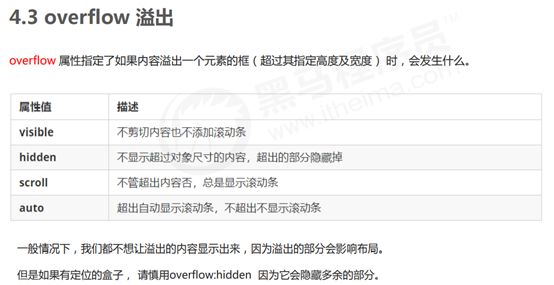 4.3 overflow 溢出
overflow 属性指定了如果内容溢出一个元素的框（超过其指定高度及宽度）时，会发生什么。
属性值 描述
visible 不剪切内容也不添加滚动条
hidden 不显示超过对象尺寸的内容，超出的部分隐藏掉
scroll 不管超出内容否，总是显示滚动条
auto 超出自动显示滚动条，不超出不显示滚动条
一般情况下，我们都不想让溢出的内容显示出来，因为溢出的部分会影响布局。
但是如果有定位的盒子， 请慎用overflow:hidden 因为它会隐藏多余的部分。
黑马程序员™
www.itheima.com